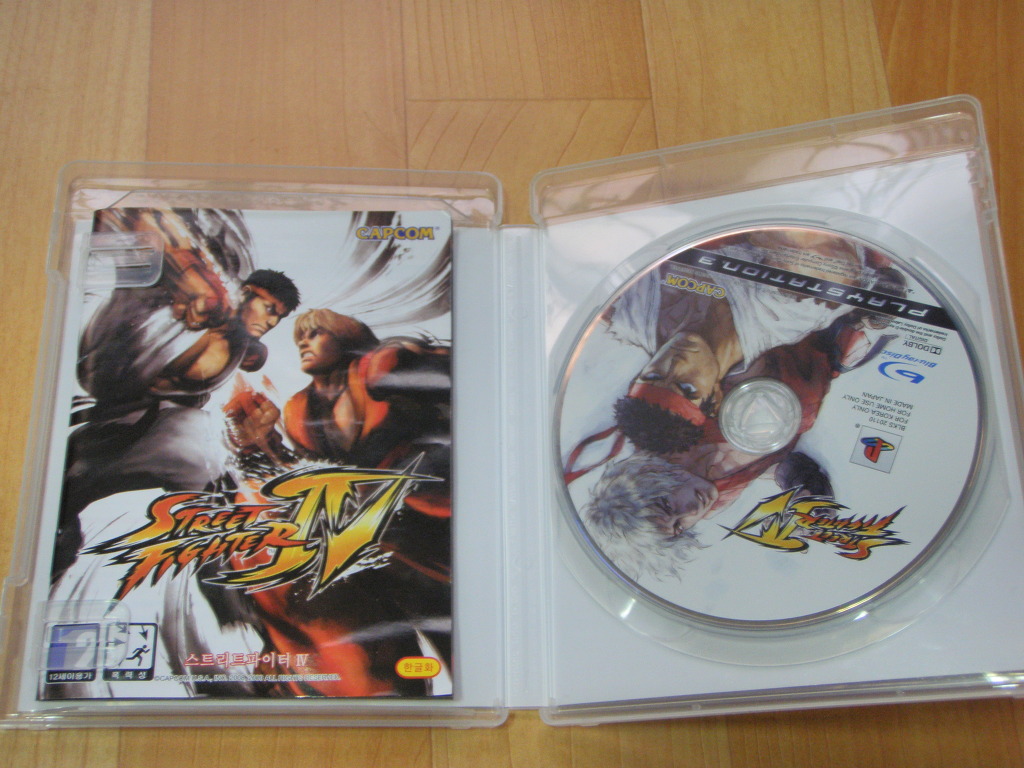 CAPCOM
STREET
FIGHTER IV
12
스트리트파이터 IV
한글화
12세이용가
폭력성
PLAYSTATION 3
CAPCOM
DOLBY
DIGITAL
Blu-ray Disc
BLKS 20110
FOR KOREA ONLY
FOR HOME USE ONLY
MADE IN JAPAN
STREET
FIGHTER IV